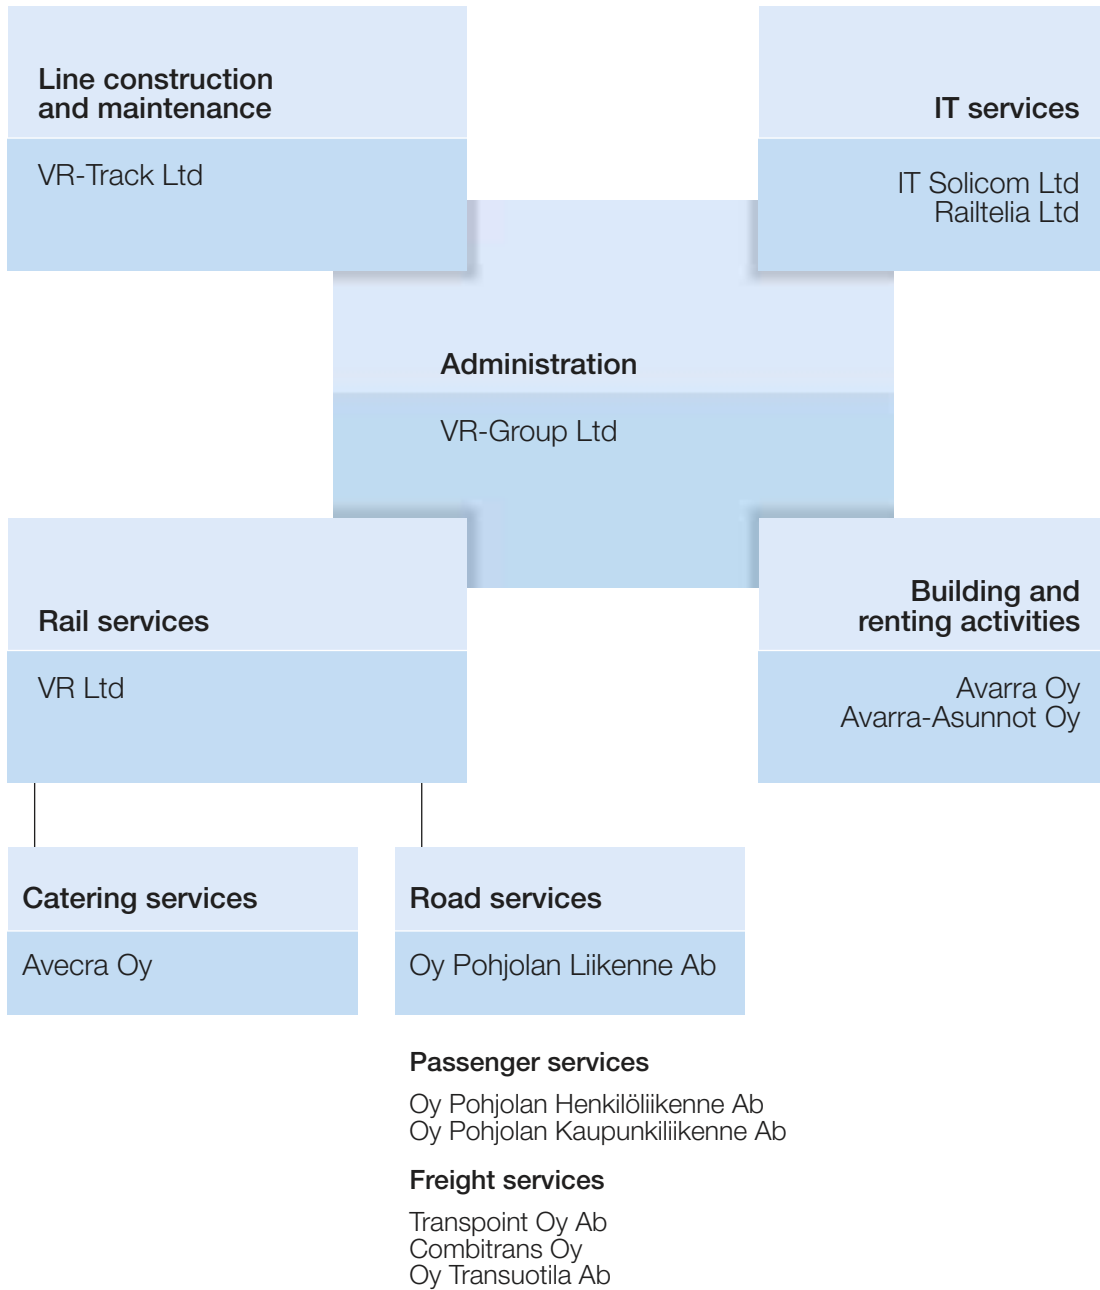 Line construction
and maintenance
VR-Track Ltd
IT services
IT Solicom Ltd
Railtelia Ltd
Administration
VR-Group Ltd
Rail services
VR Ltd
Building and
renting activities
Avarra Oy
Avarra-Asunnot Oy
Catering services
Avecra Oy
Road services
Oy Pohjolan Liikenne Ab
Passenger services
Oy Pohjolan Henkilöliikenne Ab
Oy Pohjolan Kaupunkiliikenne Ab
Freight services
Transpoint Oy Ab
Combitrans Oy
Oy Transuotila Ab